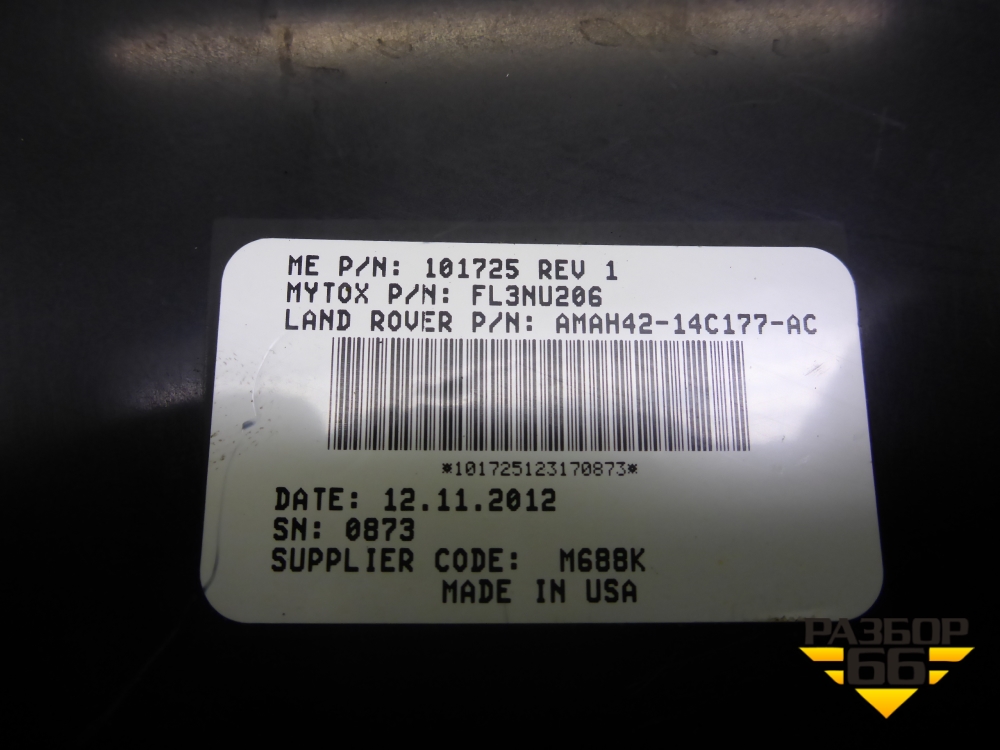 ME P/N: 101725 REV 1
MYTOX P/N: FL3NU206
LAND ROVER P/N: AMAH42-14C177-AC
*101725123170873*
DATE: 12.11.2012
SN: 0873
SUPPLIER CODE: M688K
MADE IN USA
РАЗБОР
66